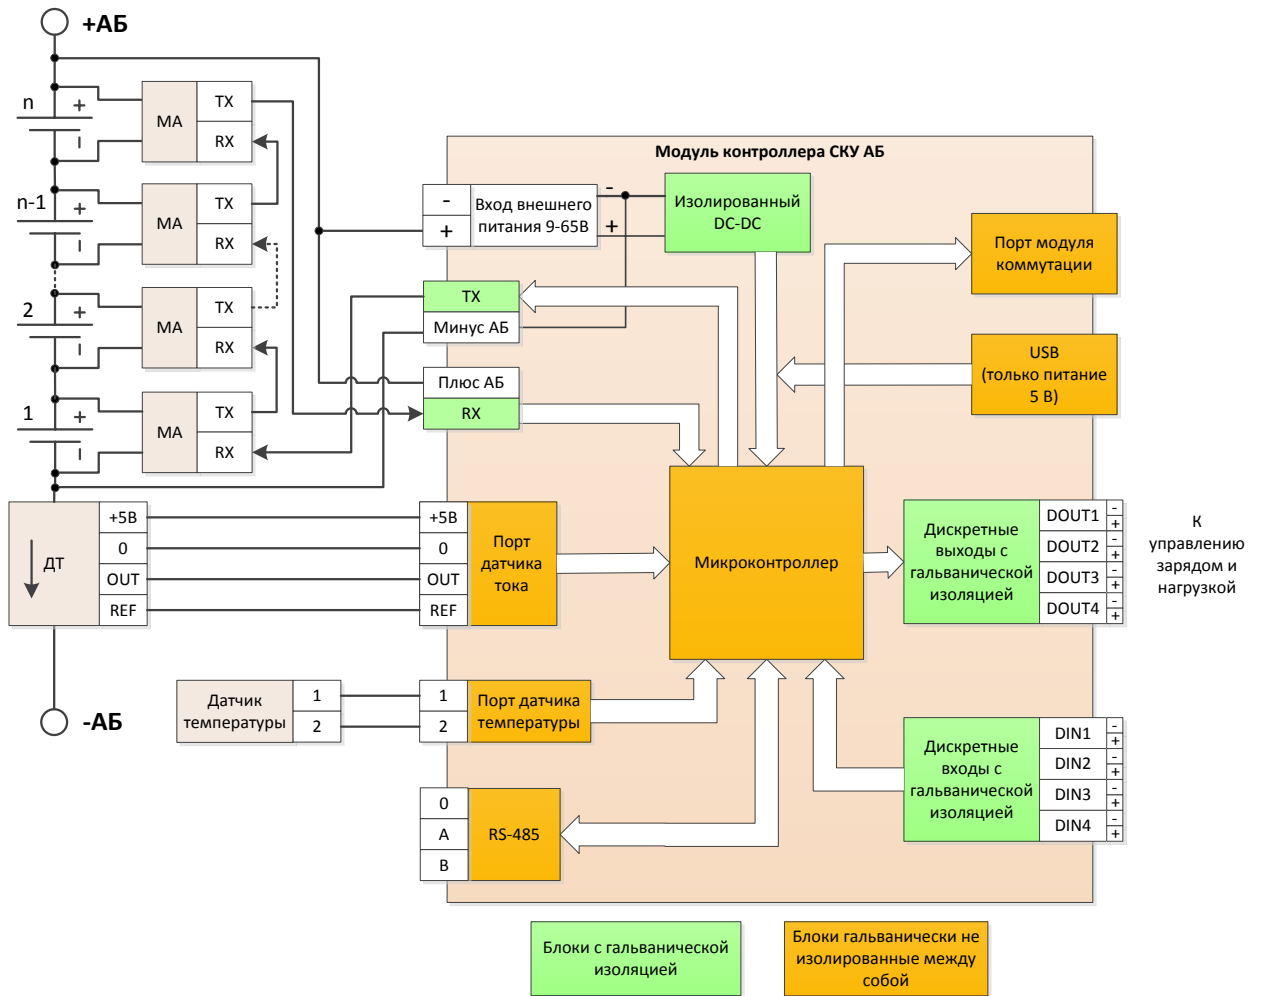 +АБ
n
+
−
МА
TX
RX
n-1
+
−
МА
TX
RX
2
+
−
МА
TX
RX
1
+
−
МА
TX
RX
Модуль контроллера СКУ АБ
-
+
Вход внешнего
питания 9-65В
-
+
Изолированный
DC-DC
TX
Минус АБ
Плюс АБ
RX
Порт модуля
коммутации
USB
(только питание
5 В)
ДТ
+5В
0
OUT
REF
+5В
0
OUT
REF
Порт
датчика
тока
Микроконтроллер
Дискретные
выходы с
гальванической
изоляцией
DOUT1
-
+
DOUT2
-
+
DOUT3
-
+
DOUT4
-
+
К
управлению
зарядом и
нагрузкой
-АБ
Датчик
температуры
1
2
1
2
Порт датчика
температуры
Дискретные
входы с
гальванической
изоляцией
DIN1
-
+
DIN2
-
+
DIN3
-
+
DIN4
-
+
0
A
B
RS-485
Блоки с гальванической
изоляцией
Блоки гальванически не
изолированные между
собой